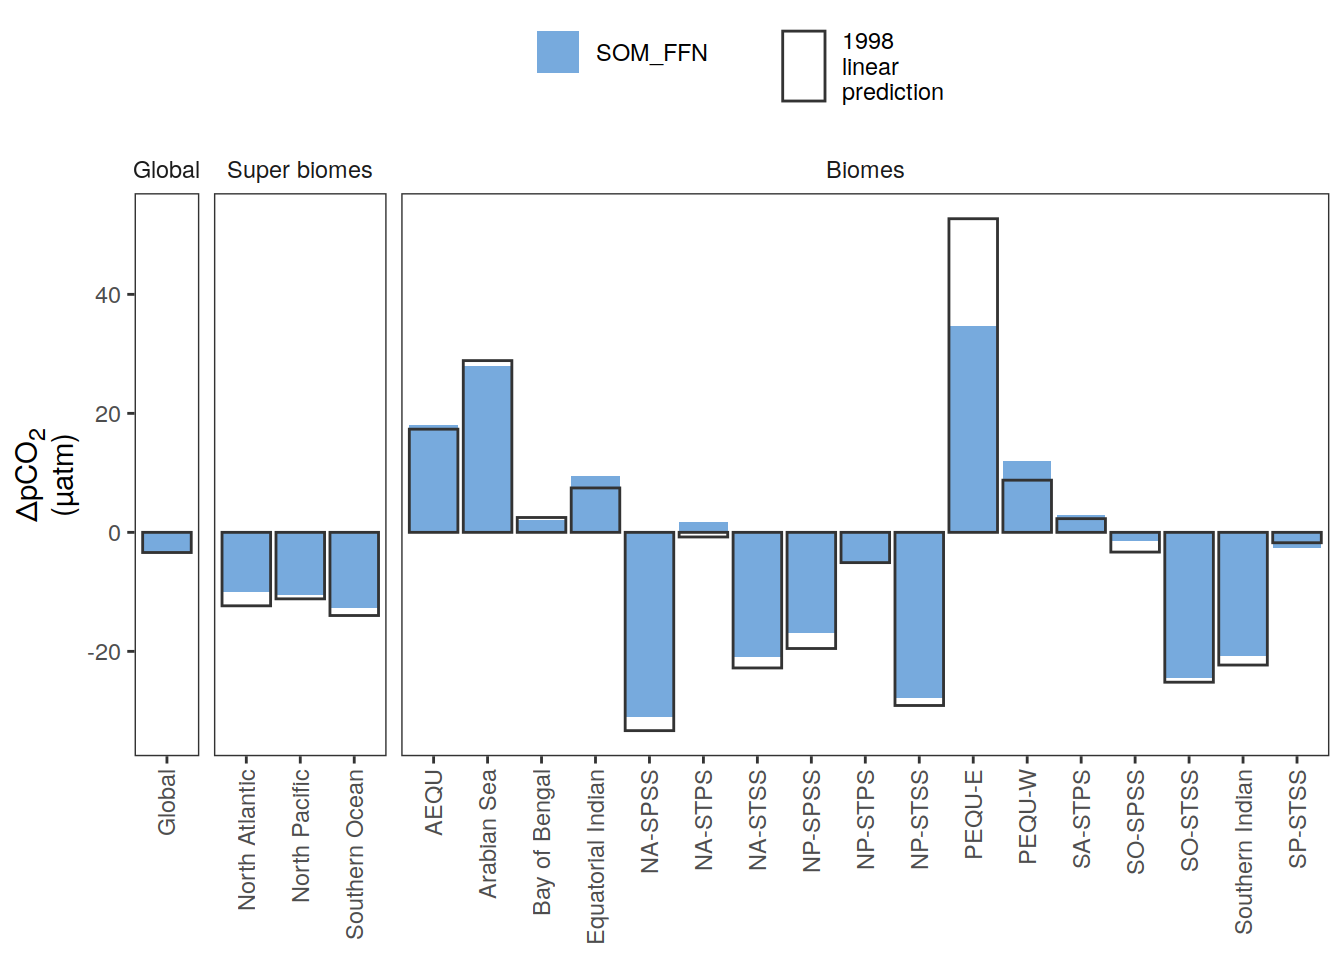 SOM_FFN
1998
linear
prediction
Global
Super biomes
Biomes
ΔpCO₂
(µatm)
40
20
0
-20
Global
North Atlantic
North Pacific
Southern Ocean
AEQU
Arabian Sea
Bay of Bengal
Equatorial Indian
NA-SPSS
NA-STPS
NA-STSS
NP-SPSS
NP-STPS
NP-STSS
PEQU-E
PEQU-W
SA-STPS
SO-SPSS
SO-STSS
Southern Indian
SP-STSS